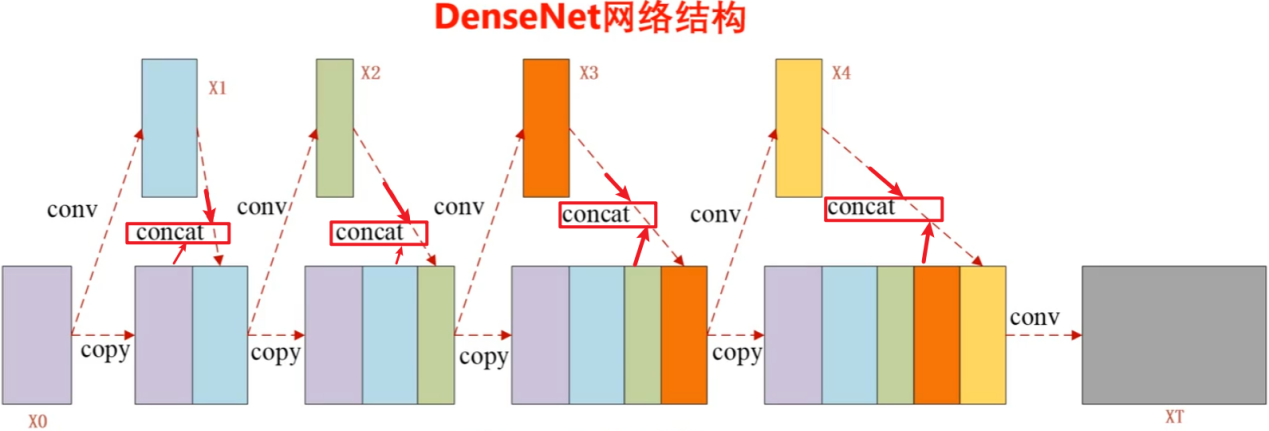 DenseNet网络结构
X1
X2
X3
X4
conv
conv
conv
conv
concat
concat
concat
concat
conv
copy
copy
copy
copy
X0
XT